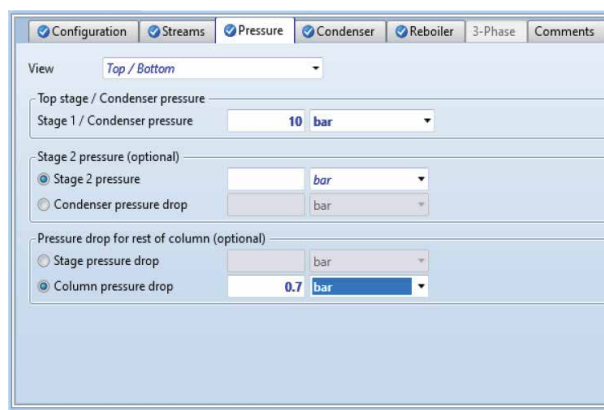 Configuration Streams Pressure Condenser Reboiler 3-Phase Comments
View Top / Bottom
Top stage / Condenser pressure
Stage 1 / Condenser pressure 10 bar
Stage 2 pressure (optional)
Stage 2 pressure bar
Condenser pressure drop bar
Pressure drop for rest of column (optional)
Stage pressure drop bar
Column pressure drop 0.7 bar